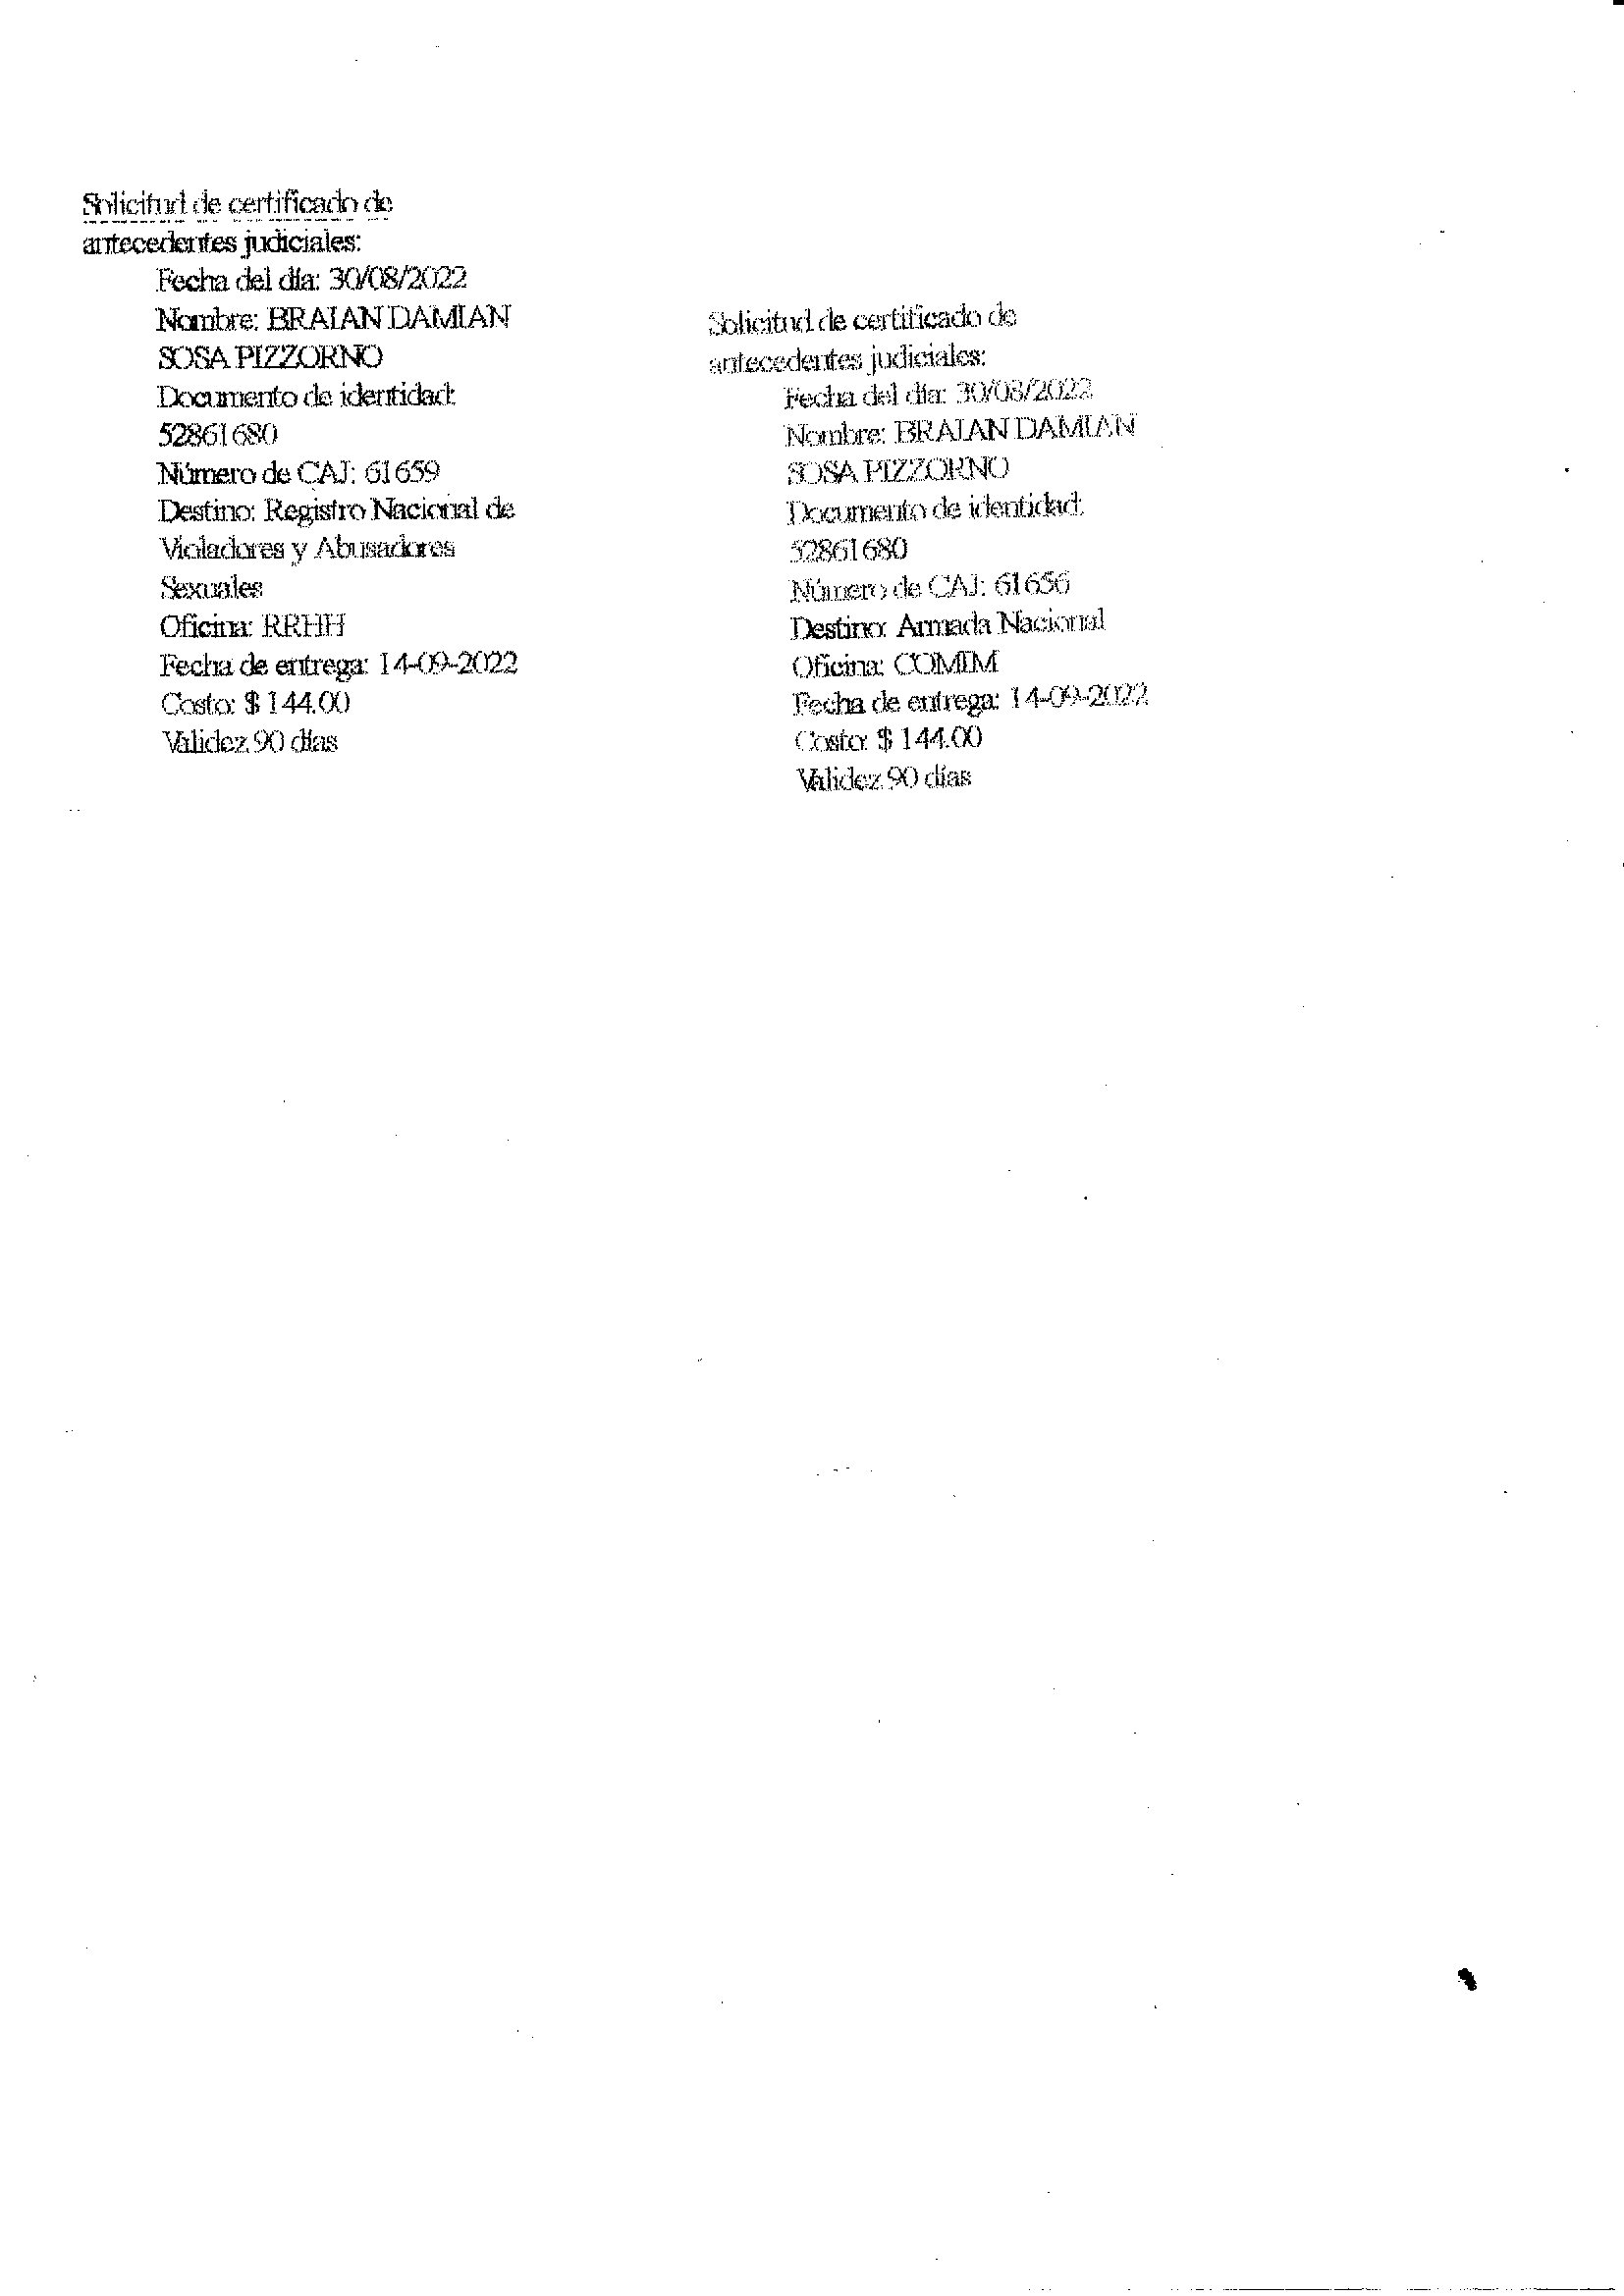 Solicitud de certificado de
antecedentes judiciales:
Fecha del día: 30/08/2022
Nombre: BRAIAN DAMIAN
SOSA PIZZORNO
Documento de identidad:
52861680
Número de CAJ: 61659
Destino: Registro Nacional de
Violadores y Abusadores
Sexuales
Oficina: RRHH
Fecha de entrega: 14-09-2022
Costo: $ 144.00
Validez 90 días
Solicitud de certificado de
antecedentes judiciales:
Fecha del día: 30/08/2022
Nombre: BRAIAN DAMIAN
SOSA PIZZORNO
Documento de identidad:
52861680
Número de CAJ: 61656
Destino: Armada Nacional
Oficina: COMIM
Fecha de entrega: 14-09-2022
Costo: $ 144.00
Validez 90 días